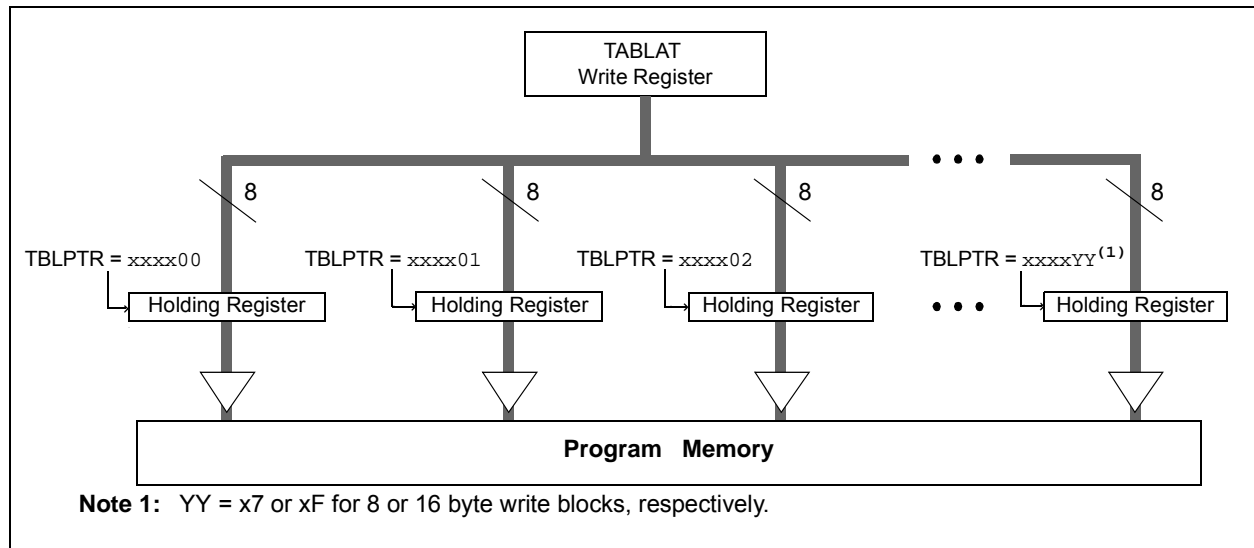 TABLAT
Write Register
8 8 8 • • • 8
TBLPTR = xxxx00 TBLPTR = xxxx01 TBLPTR = xxxx02 TBLPTR = xxxxYY(1)
Holding Register Holding Register Holding Register • • • Holding Register
Program Memory
Note 1: YY = x7 or xF for 8 or 16 byte write blocks, respectively.